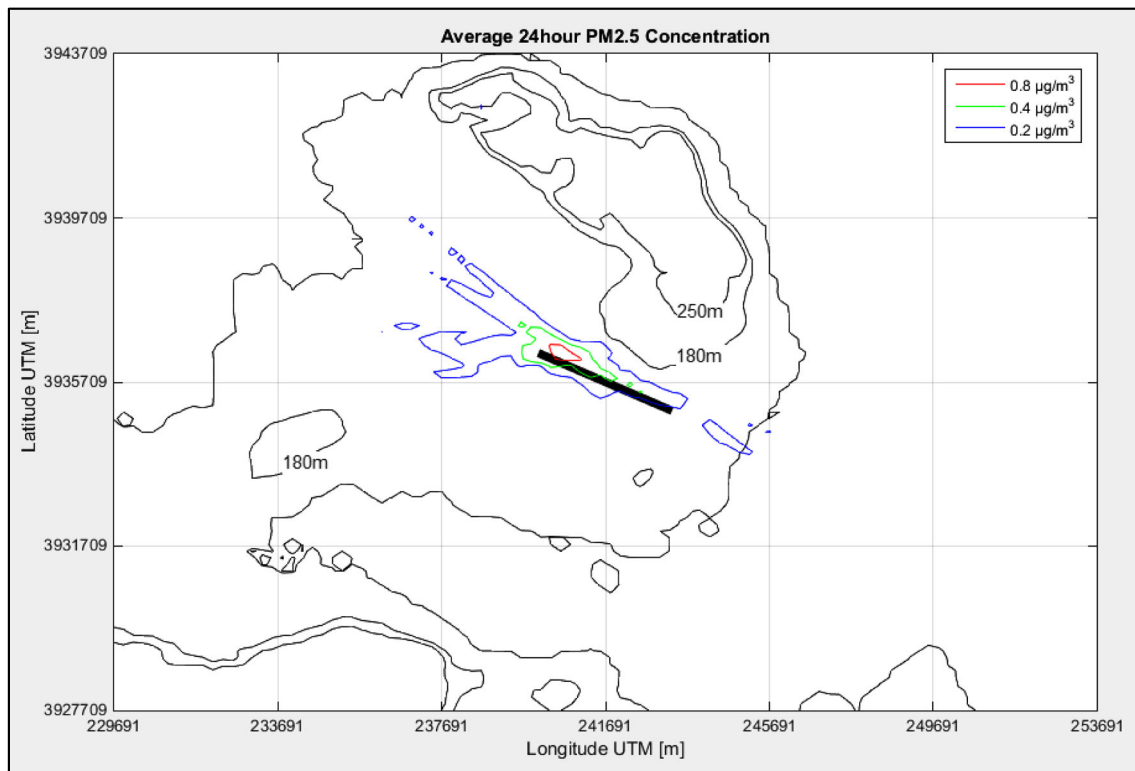 Average 24hour PM2.5 Concentration
3943709
0.8 µg/m³
0.4 µg/m³
0.2 µg/m³
3939709
250m
180m
3935709
Latitude UTM [m]
180m
3931709
3927709
229691 233691 237691 241691 245691 249691 253691
Longitude UTM [m]